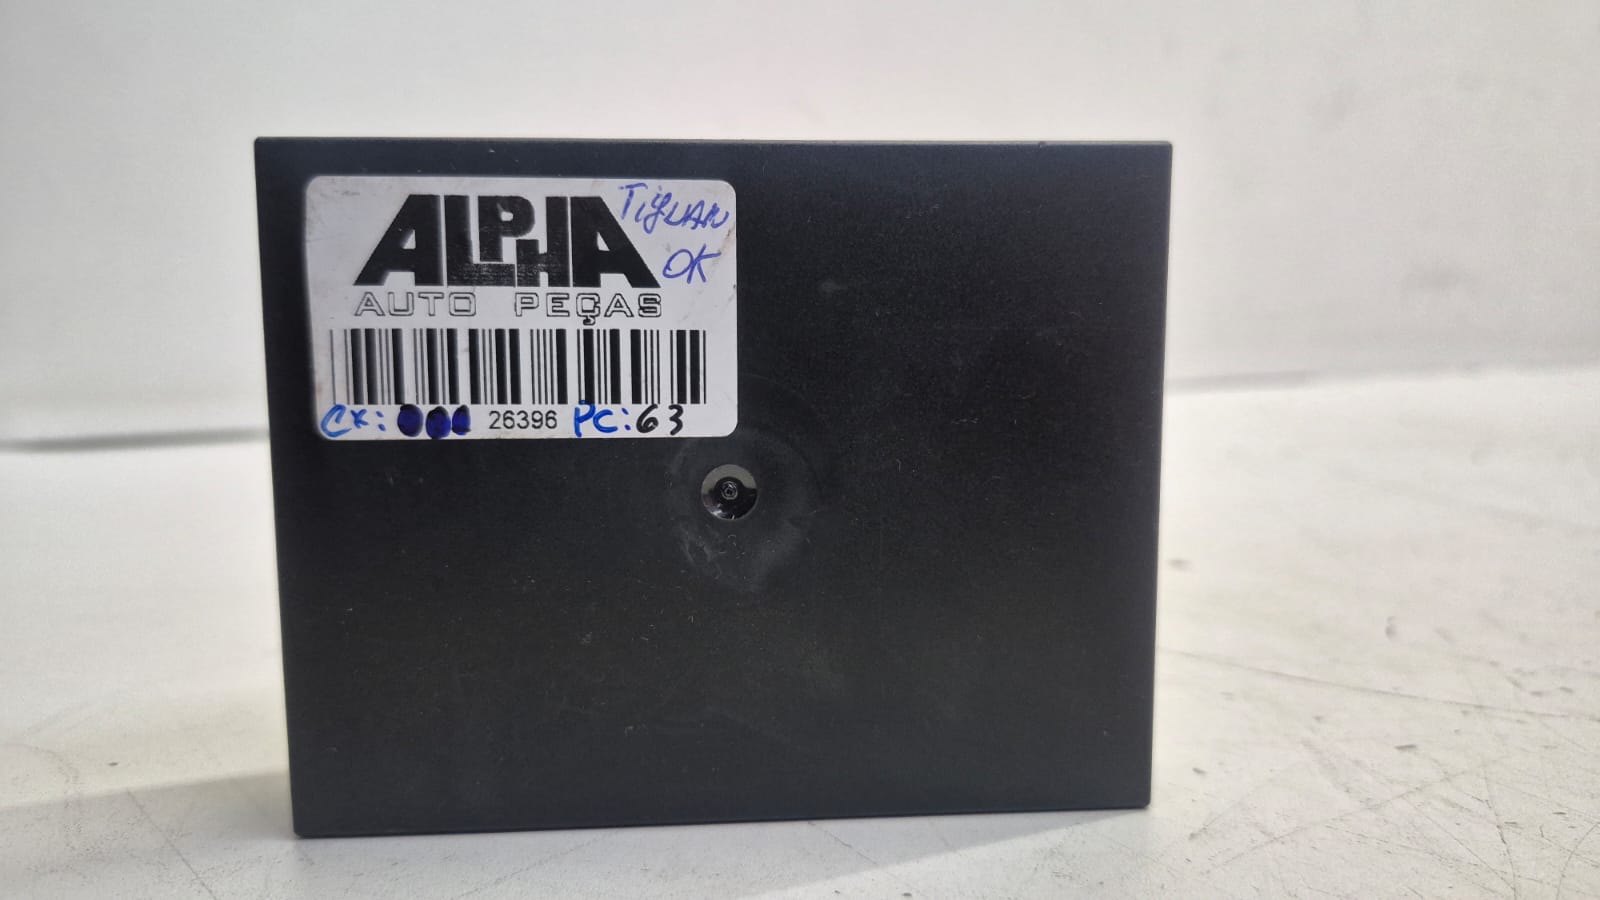 ALPHA
Tiguan
OK
AUTO PEÇAS
CX: 26396 PC: 63